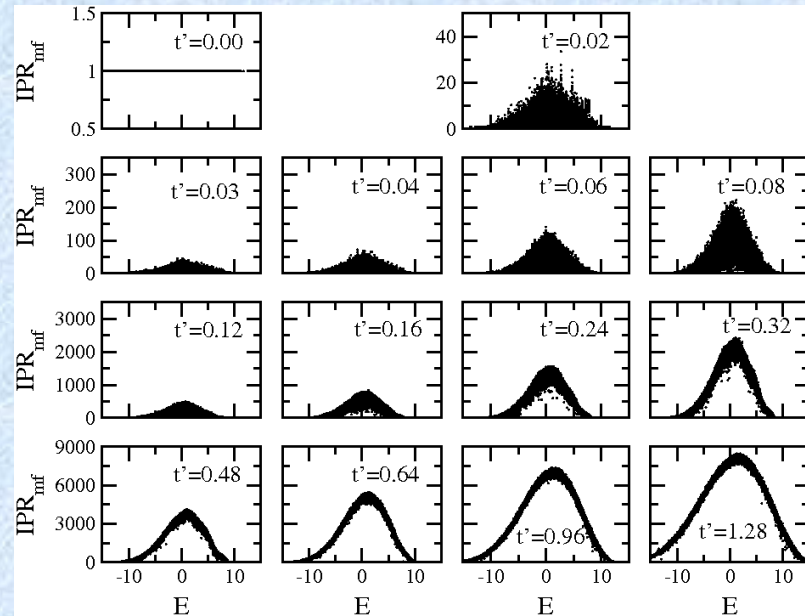 IPR_mf
1.5
1
0.5
t'=0.00
40
20
0
t'=0.02
IPR_mf
300
200
100
0
t'=0.03
t'=0.04
t'=0.06
t'=0.08
IPR_mf
3000
2000
1000
0
t'=0.12
t'=0.16
t'=0.24
t'=0.32
IPR_mf
9000
6000
3000
0
t'=0.48
t'=0.64
t'=0.96
t'=1.28
-10 0 10
-10 0 10
-10 0 10
-10 0 10
E
E
E
E